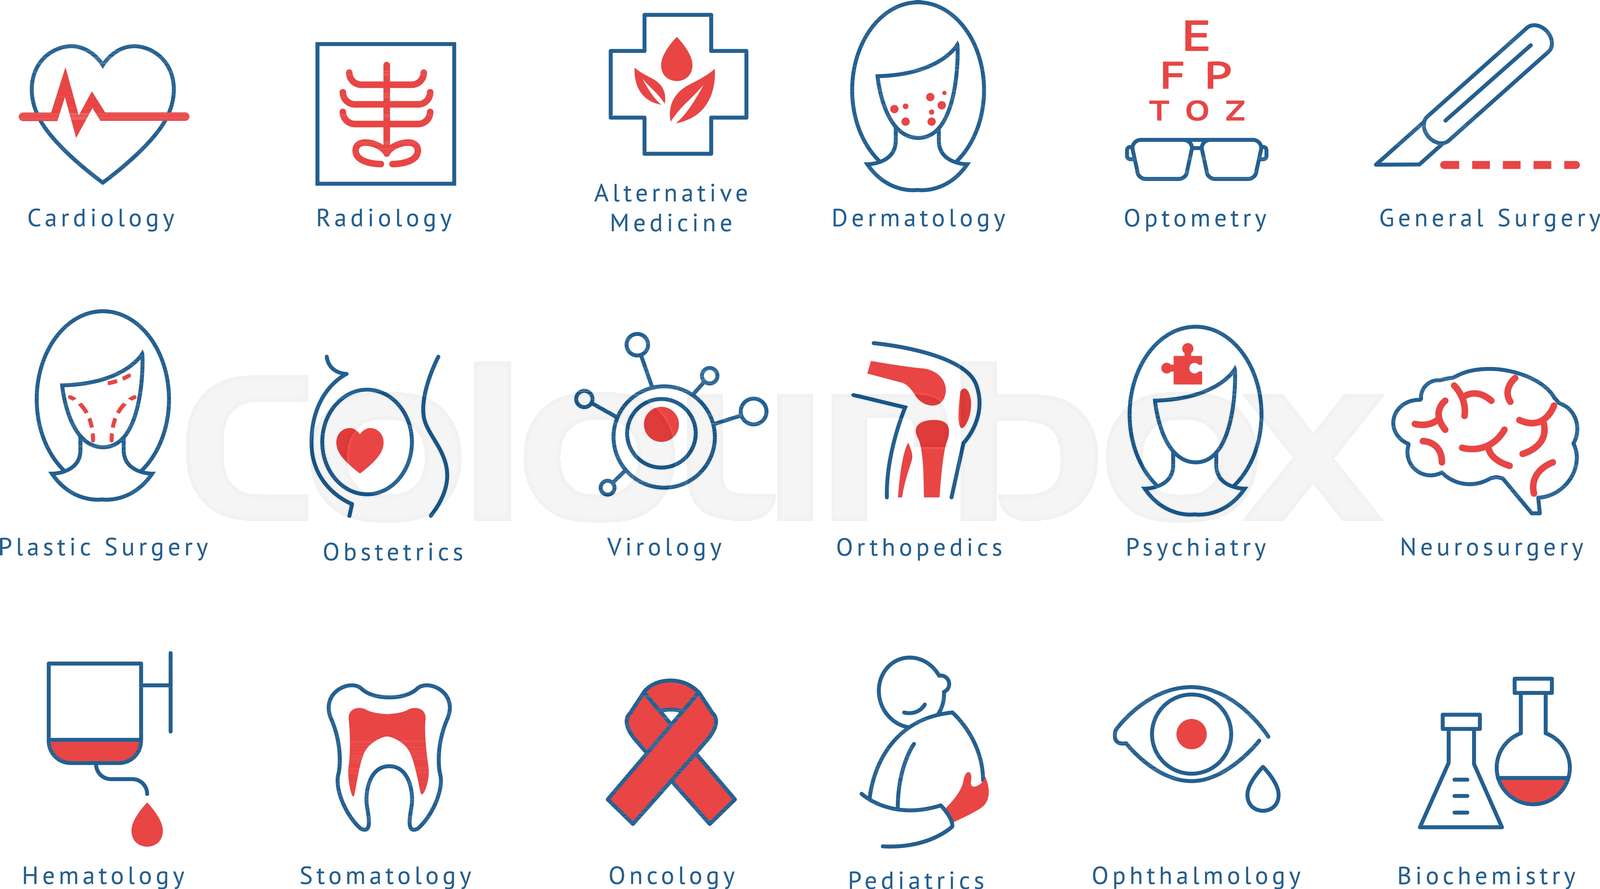 E
F P
T O Z
Cardiology
Radiology
Alternative
Medicine
Dermatology
Optometry
General Surgery
colourbox
Plastic Surgery
Obstetrics
Virology
Orthopedics
Psychiatry
Neurosurgery
Hematology
Stomatology
Oncology
Pediatrics
Ophthalmology
Biochemistry